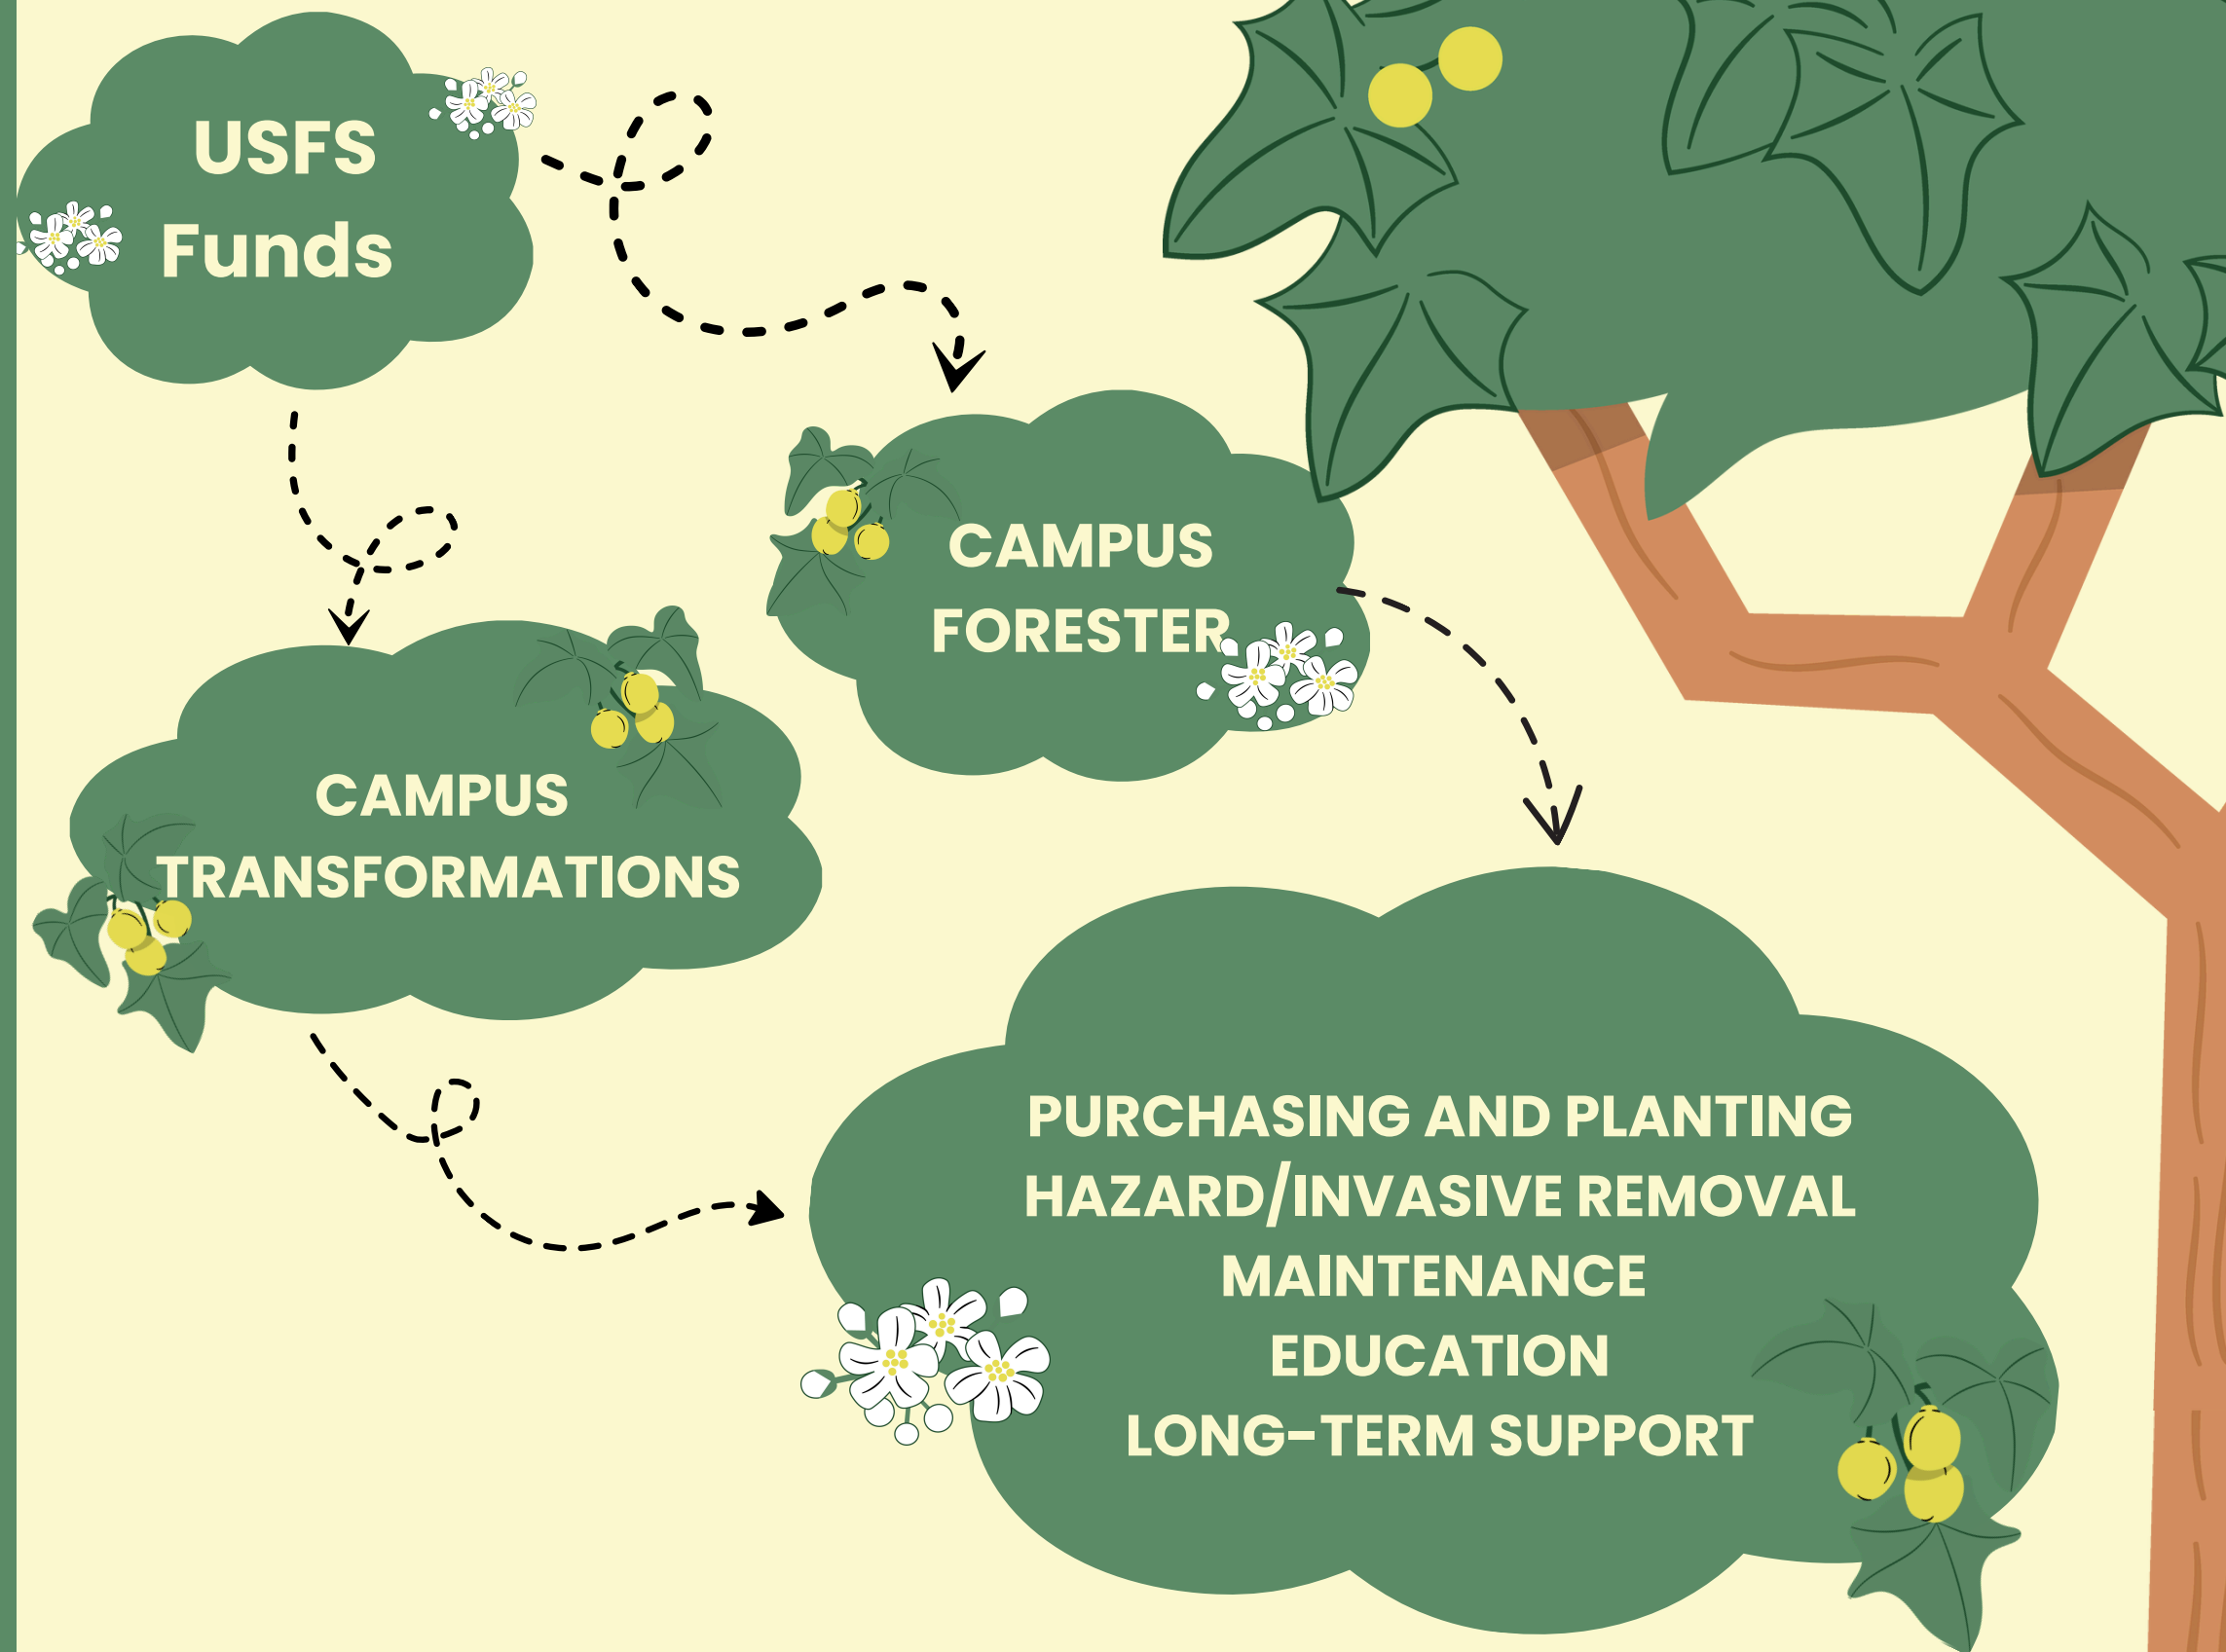 USFS
Funds
CAMPUS
FORESTER
CAMPUS
TRANSFORMATIONS
PURCHASING AND PLANTING
HAZARD/INVASIVE REMOVAL
MAINTENANCE
EDUCATION
LONG-TERM SUPPORT